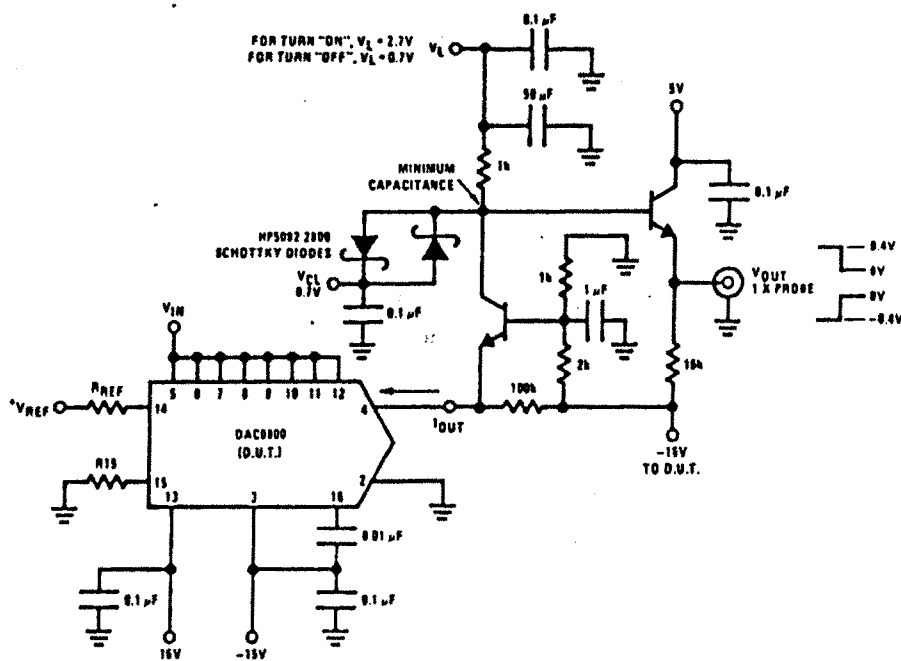 FOR TURN "ON", VL = 2.7V
FOR TURN "OFF", VL = 0.7V
VL
0.1 µF
50 µF
5V
1k
MINIMUM
CAPACITANCE
0.1 µF
HP5082 2800
SCHOTTKY DIODES
VCL
0.7V
0.1 µF
1k
1 µF
VOUT
1 X PROBE
0.4V
0V
0V
-0.4V
VIN
2k
15k
5
6
7
8
9
10
11
12
RREF
+VREF
14
4
100k
IOUT
DAC0800
(D.U.T.)
-15V
TO D.U.T.
R15
15
2
13
3
16
0.01 µF
0.1 µF
0.1 µF
15V
-15V